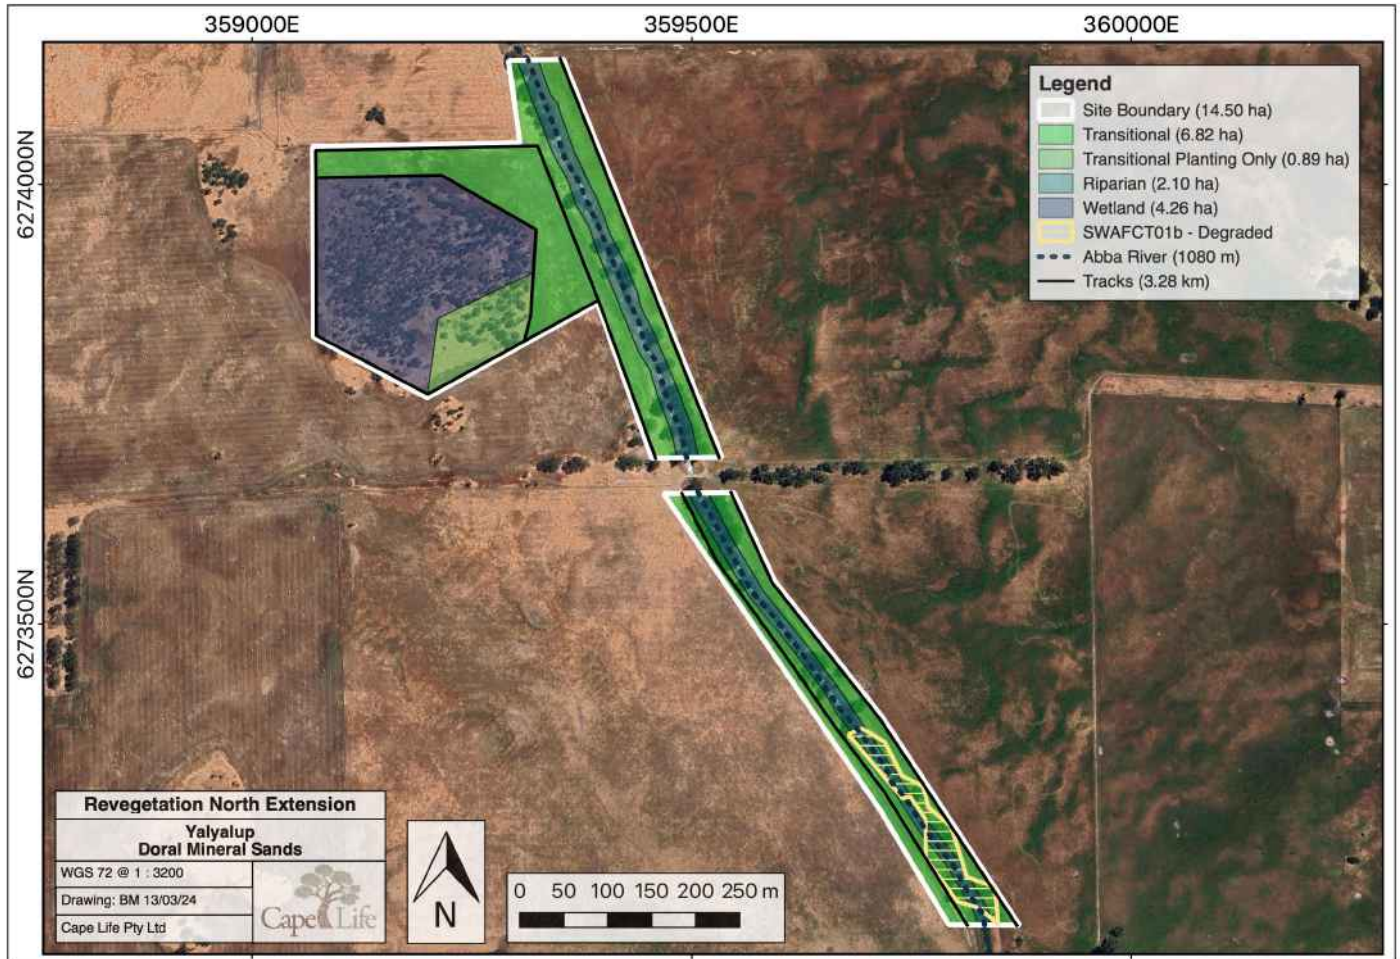 359000E
359500E
360000E
6274000N
6273500N
Legend
Site Boundary (14.50 ha)
Transitional (6.82 ha)
Transitional Planting Only (0.89 ha)
Riparian (2.10 ha)
Wetland (4.26 ha)
SWAFCT01b - Degraded
Abba River (1080 m)
Tracks (3.28 km)
Revegetation North Extension
Yalyalup
Doral Mineral Sands
WGS 72 @ 1 : 3200
Drawing: BM 13/03/24
Cape Life Pty Ltd
Cape Life
N
0 50 100 150 200 250 m